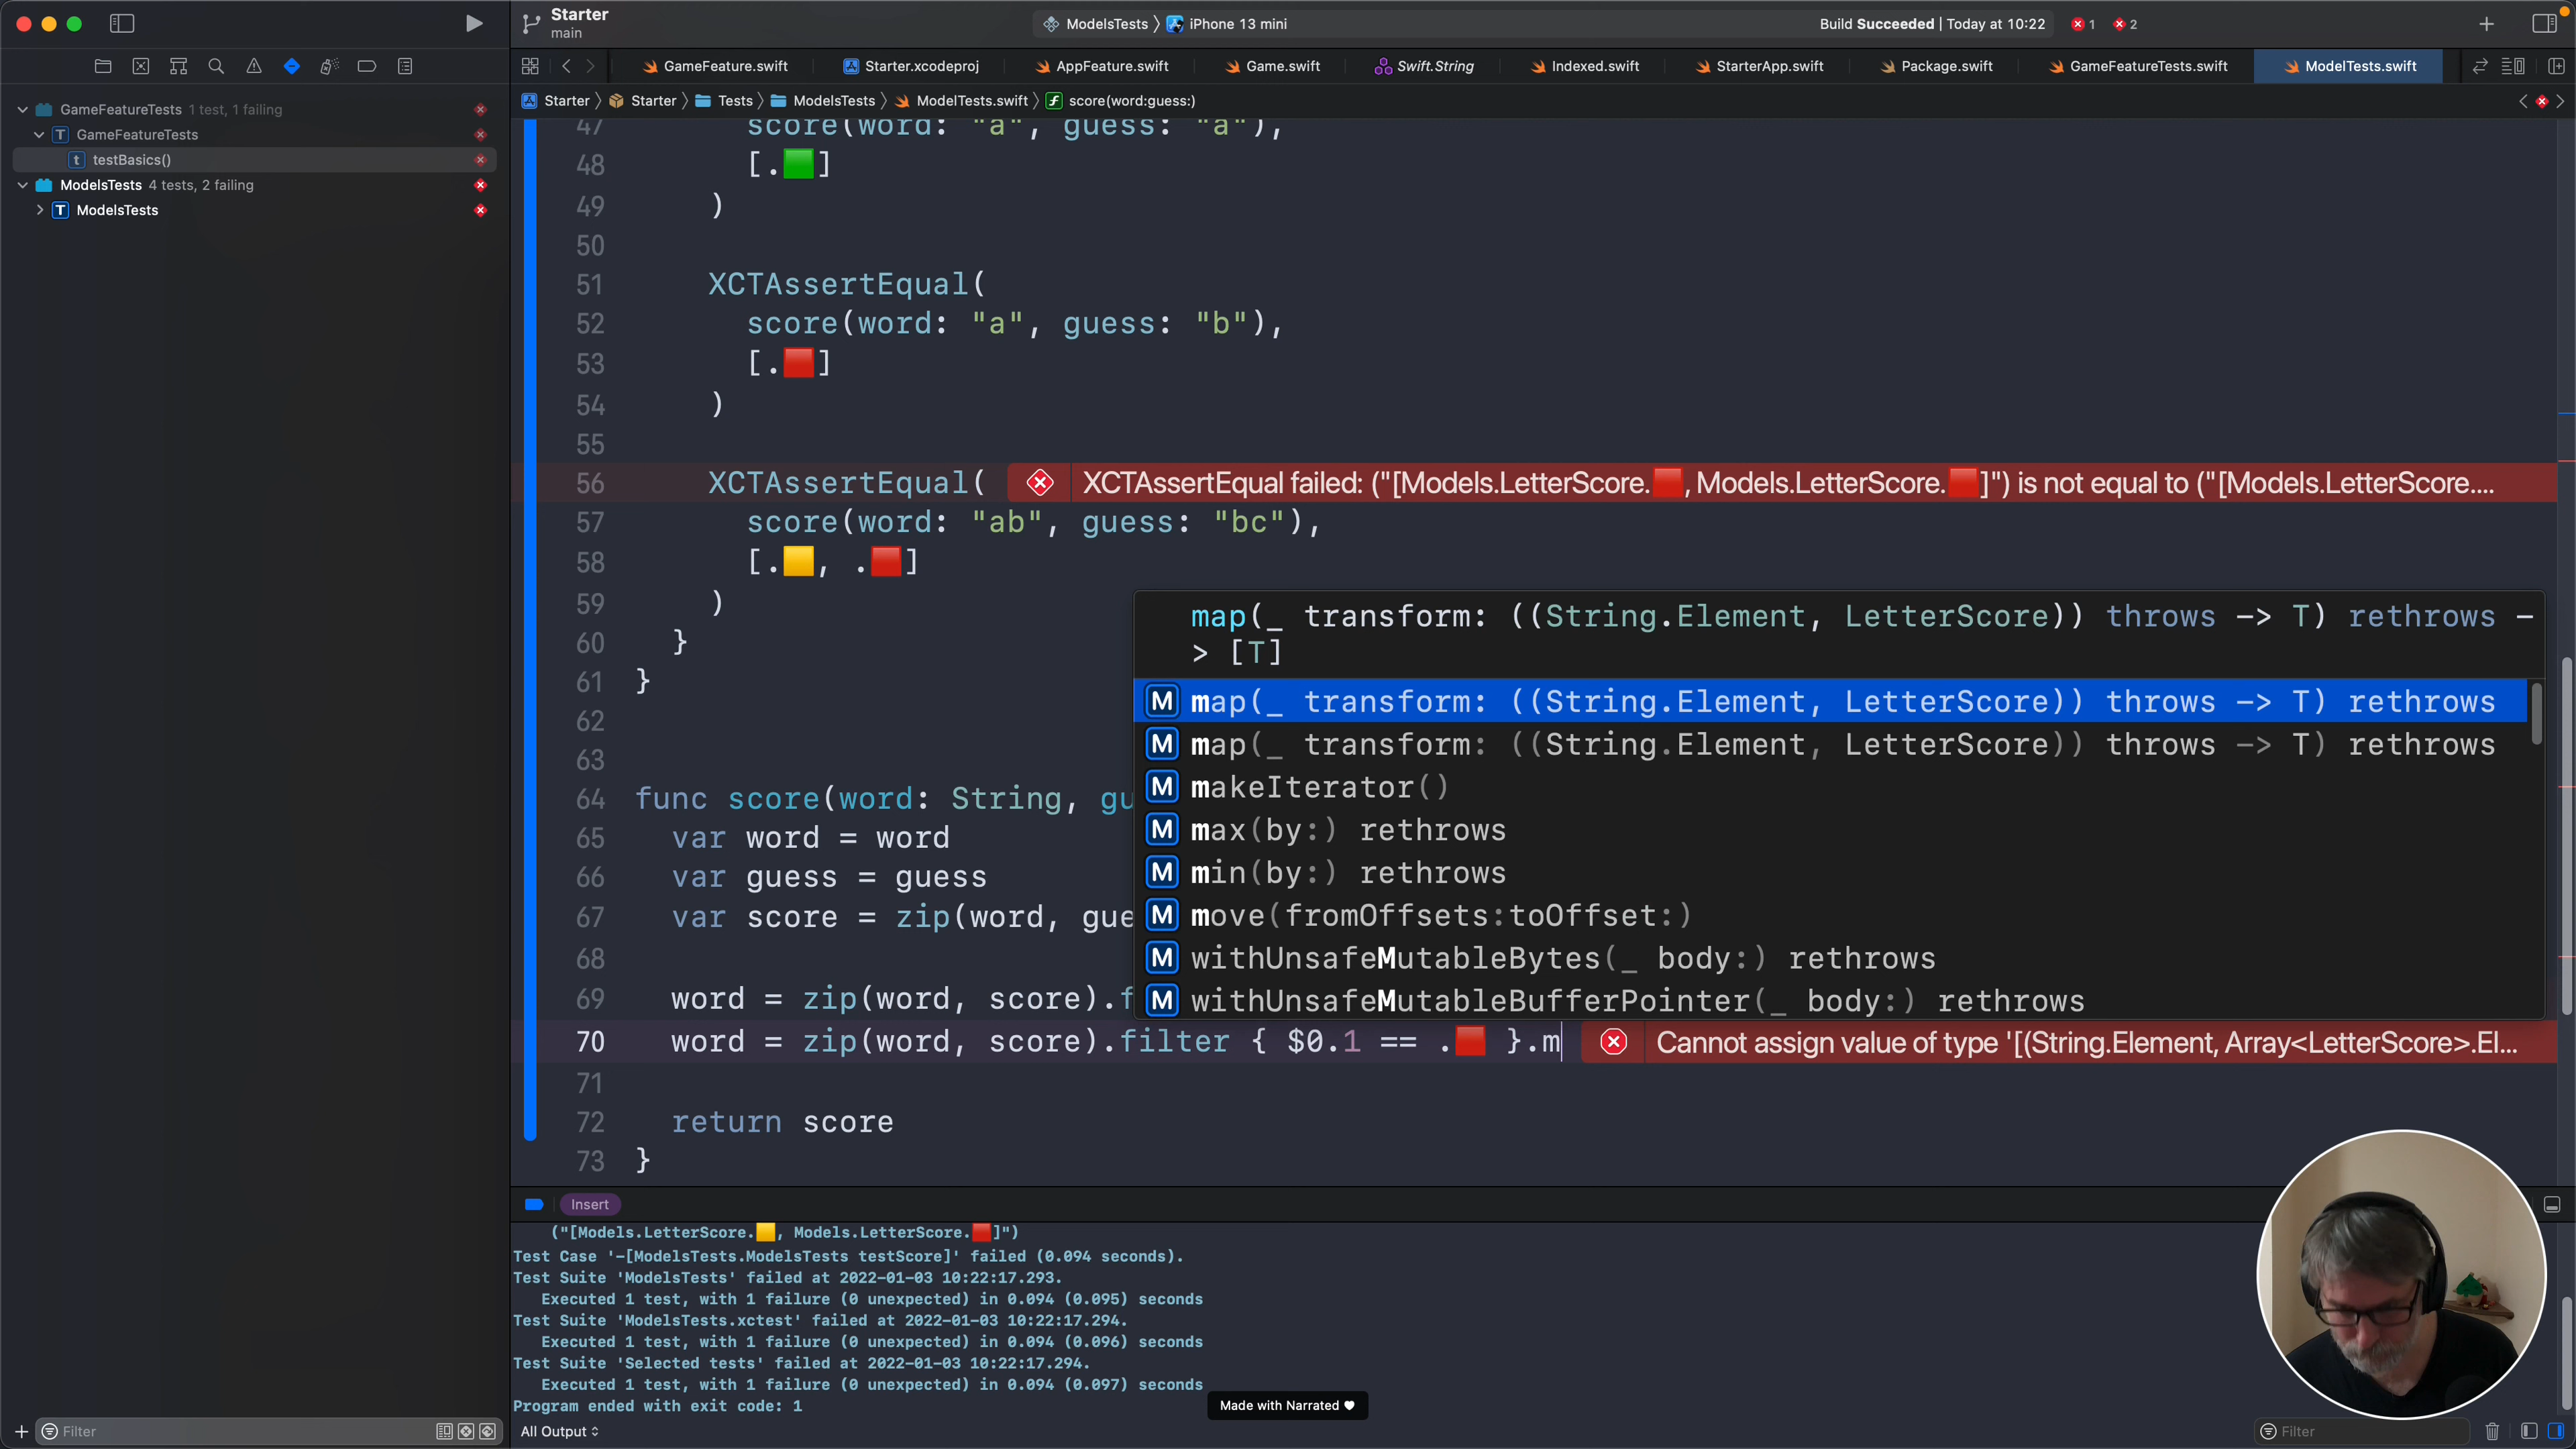 Starter
main
ModelsTests 〉 iPhone 13 mini
Build Succeeded | Today at 10:22
1
2
GameFeature.swift
Starter.xcodeproj
AppFeature.swift
Game.swift
Swift.String
Indexed.swift
StarterApp.swift
Package.swift
GameFeatureTests.swift
ModelTests.swift
Starter 〉 Starter 〉 Tests 〉 ModelsTests 〉 ModelTests.swift 〉 score(word:guess:)
GameFeatureTests 1 test, 1 failing
GameFeatureTests
testBasics()
ModelsTests 4 tests, 2 failing
ModelsTests
47 score(word: "a", guess: "a"),
48 [.🟩]
49 )
50
51 XCTAssertEqual(
52 score(word: "a", guess: "b"),
53 [.🟥]
54 )
55
56 XCTAssertEqual( XCTAssertEqual failed: ("[Models.LetterScore.🟥, Models.LetterScore.🟥]") is not equal to ("[Models.LetterScore....
57 score(word: "ab", guess: "bc"),
58 [.🟨, .🟥]
59 )
60 }
61 }
62
63
64 func score(word: String, gu
65 var word = word
66 var guess = guess
67 var score = zip(word, gue
68
69 word = zip(word, score).f
70 word = zip(word, score).filter { $0.1 == .🟥 }.m Cannot assign value of type '[(String.Element, Array<LetterScore>.El...
71
72 return score
73 }
map(_ transform: ((String.Element, LetterScore)) throws -> T) rethrows -
> [T]
M map(_ transform: ((String.Element, LetterScore)) throws -> T) rethrows
M map(_ transform: ((String.Element, LetterScore)) throws -> T) rethrows
M makeIterator()
M max(by:) rethrows
M min(by:) rethrows
M move(fromOffsets:toOffset:)
M withUnsafeMutableBytes(_ body:) rethrows
M withUnsafeMutableBufferPointer(_ body:) rethrows
Insert
("[Models.LetterScore.🟨, Models.LetterScore.🟥]")
Test Case '-[ModelsTests.ModelsTests testScore]' failed (0.094 seconds).
Test Suite 'ModelsTests' failed at 2022-01-03 10:22:17.293.
Executed 1 test, with 1 failure (0 unexpected) in 0.094 (0.095) seconds
Test Suite 'ModelsTests.xctest' failed at 2022-01-03 10:22:17.294.
Executed 1 test, with 1 failure (0 unexpected) in 0.094 (0.096) seconds
Test Suite 'Selected tests' failed at 2022-01-03 10:22:17.294.
Executed 1 test, with 1 failure (0 unexpected) in 0.094 (0.097) seconds
Program ended with exit code: 1
Made with Narrated ♥
Filter
All Output
Filter